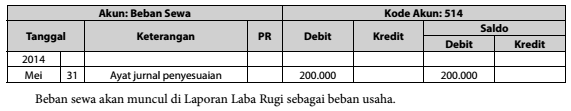 Akun: Beban Sewa Kode Akun: 514
Tanggal Keterangan PR Debit Kredit Saldo
Debit Kredit
2014
Mei 31 Ayat jurnal penyesuaian 200.000 200.000
Beban sewa akan muncul di Laporan Laba Rugi sebagai beban usaha.